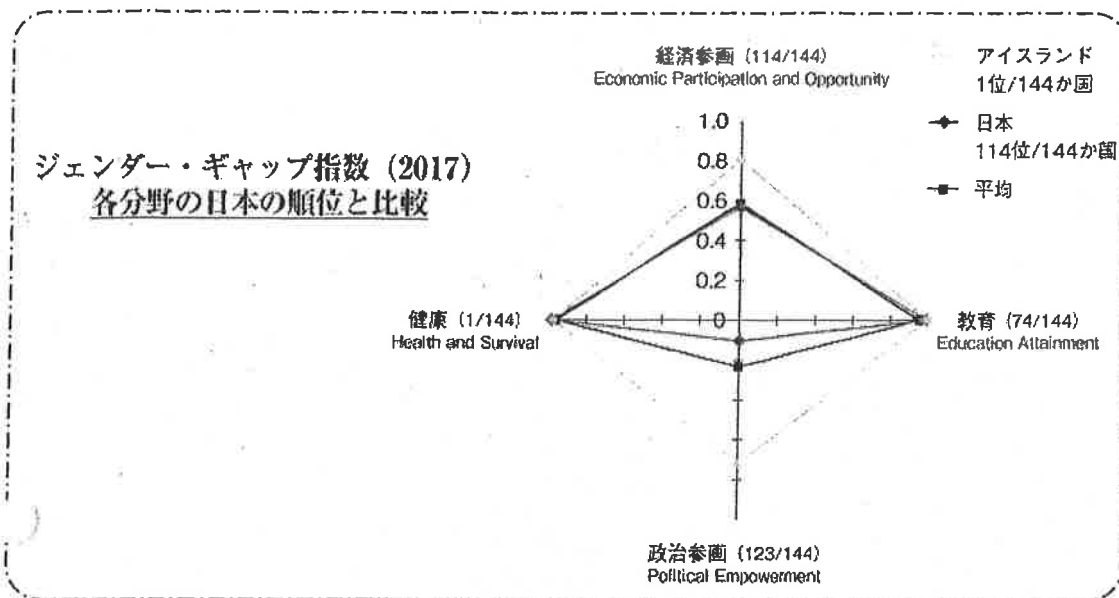 ジェンダー・ギャップ指数（2017）
各分野の日本の順位と比較
経済参画（114/144）
Economic Participation and Opportunity
アイスランド
1位/144か国
日本
114位/144か国
平均
1.0
0.8
0.6
0.4
0.2
0
健康（1/144）
Health and Survival
教育（74/144）
Education Attainment
政治参画（123/144）
Political Empowerment